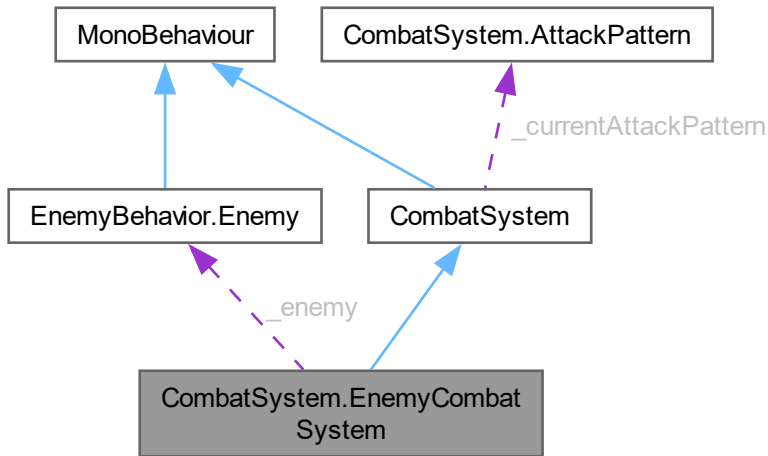 MonoBehaviour
CombatSystem.AttackPattern
_currentAttackPattern
EnemyBehavior.Enemy
CombatSystem
_enemy
CombatSystem.EnemyCombat
System